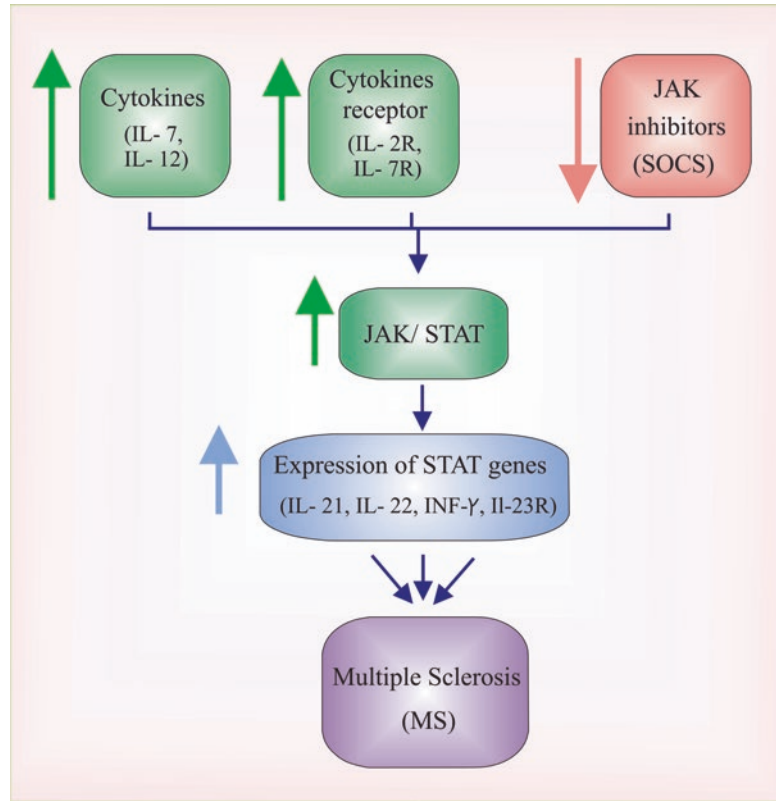 Cytokines
(IL- 7,
IL- 12)
Cytokines
receptor
(IL- 2R,
IL- 7R)
JAK
inhibitors
(SOCS)
JAK/ STAT
Expression of STAT genes
(IL- 21, IL- 22, INF-γ, Il-23R)
Multiple Sclerosis
(MS)